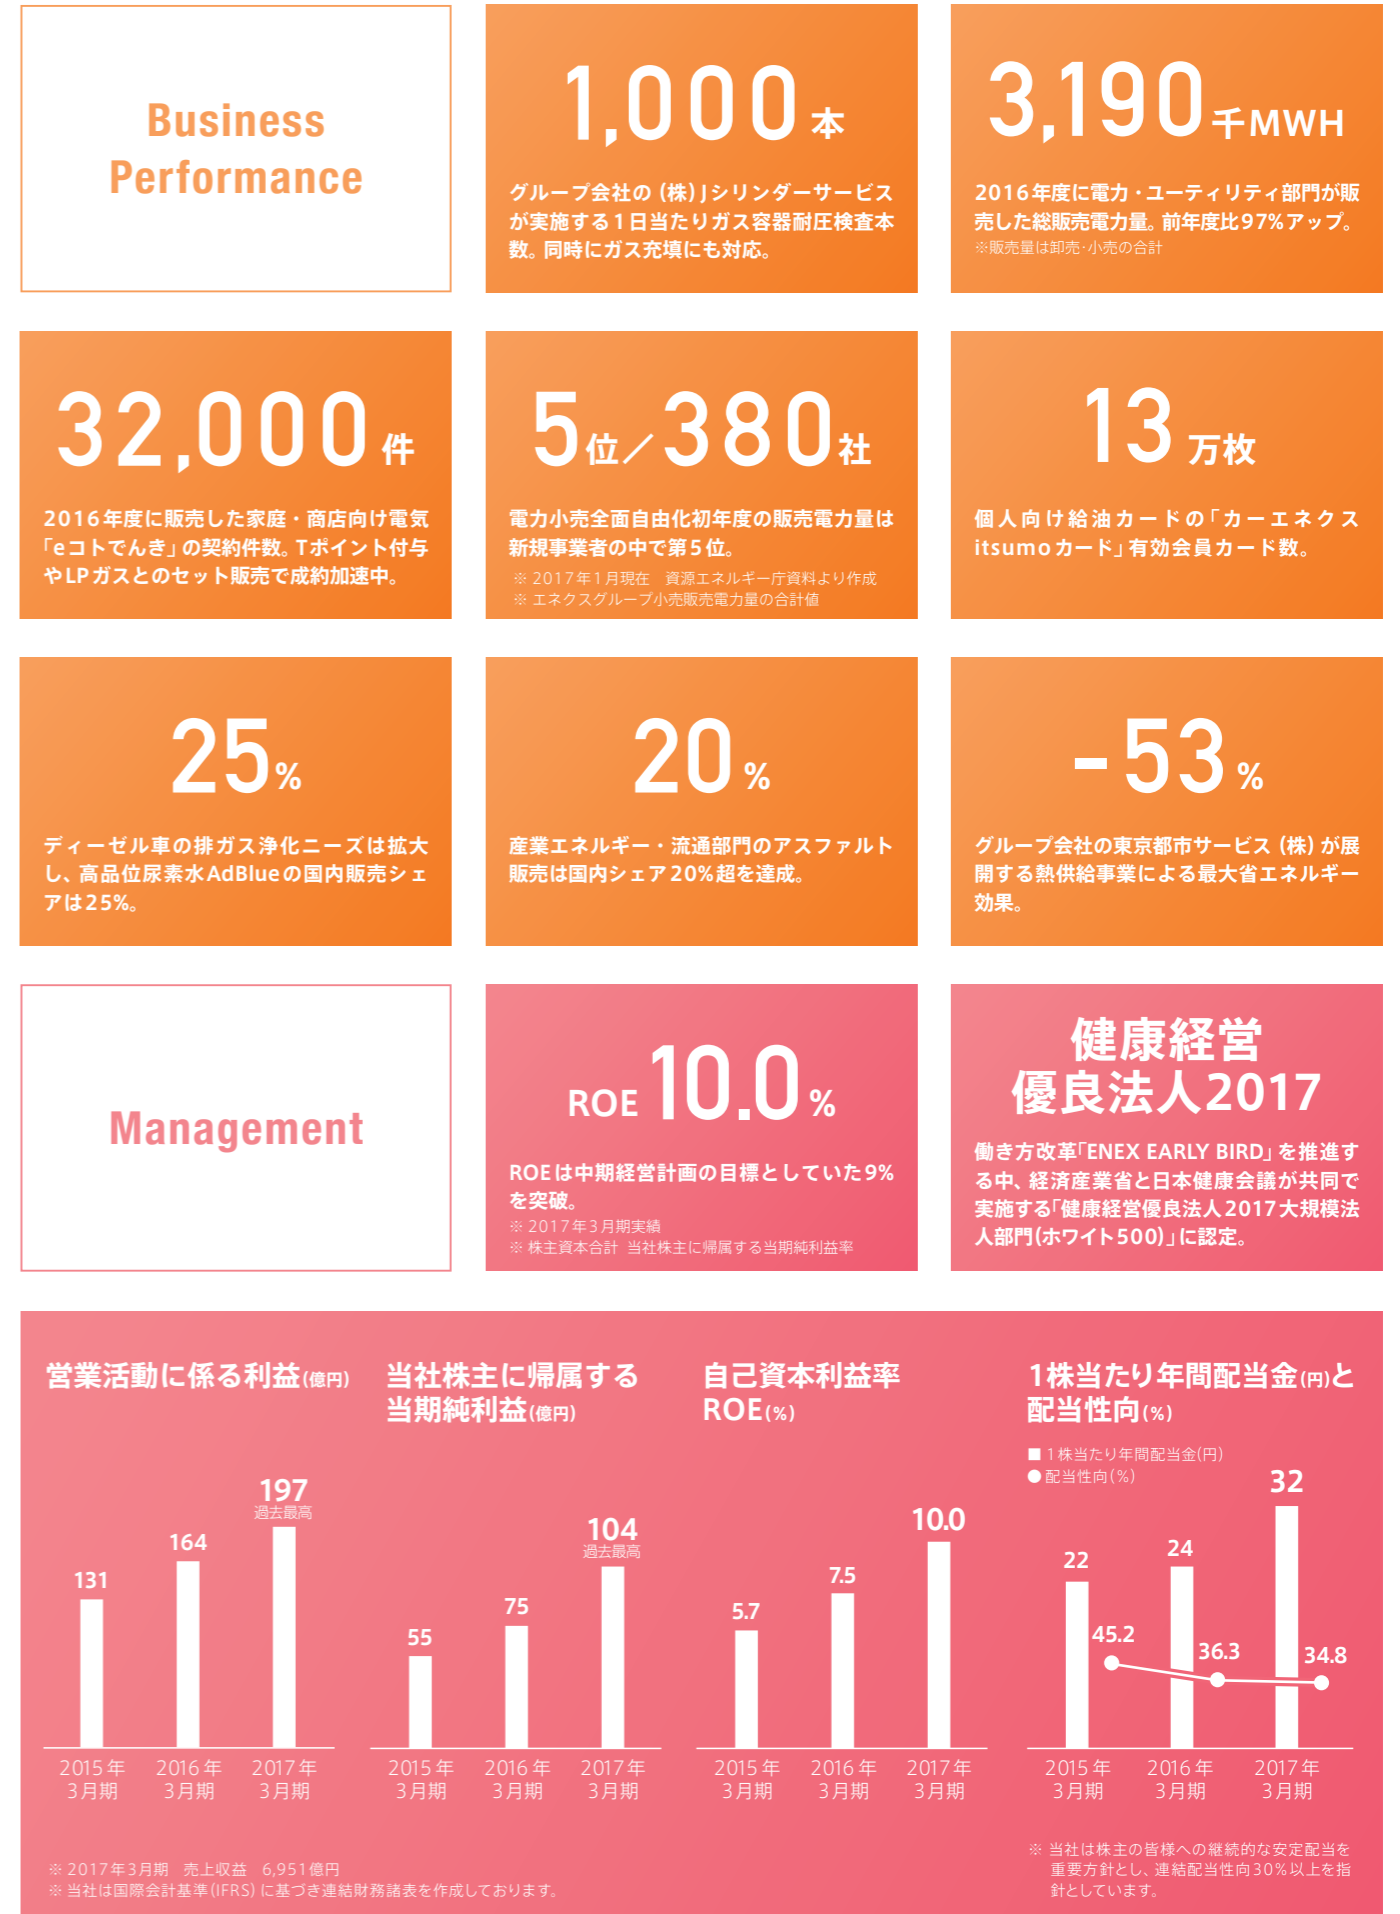 Business
Performance
1,000本
グループ会社の（株）Jシリンダーサービス
が実施する1日当たりガス容器耐圧検査本
数。同時にガス充填にも対応。
3,190千MWH
2016年度に電力・ユーティリティ部門が販
売した総販売電力量。前年度比97%アップ。
※販売量は卸売・小売の合計
32,000件
2016年度に販売した家庭・商店向け電気
「eコトでんき」の契約件数。Tポイント付与
やLPガスとのセット販売で成約加速中。
5位／380社
電力小売全面自由化初年度の販売電力量は
新規事業者の中で第5位。
※ 2017年1月現在　資源エネルギー庁資料より作成
※ エネクスグループ小売販売電力量の合計値
13万枚
個人向け給油カードの「カーエネクス
itsumoカード」有効会員カード数。
25%
ディーゼル車の排ガス浄化ニーズは拡大
し、高品位尿素水AdBlueの国内販売シェ
アは25%。
20%
産業エネルギー・流通部門のアスファルト
販売は国内シェア20%超を達成。
-53%
グループ会社の東京都市サービス（株）が展
開する熱供給事業による最大省エネルギー
効果。
Management
ROE 10.0%
ROEは中期経営計画の目標としていた9%
を突破。
※ 2017年3月期実績
※ 株主資本合計 当社株主に帰属する当期純利益率
健康経営
優良法人2017
働き方改革「ENEX EARLY BIRD」を推進す
る中、経済産業省と日本健康会議が共同で
実施する「健康経営優良法人2017大規模法
人部門(ホワイト500)」に認定。
営業活動に係る利益(億円)
197
過去最高
164
131
2015年 2016年 2017年
3月期 3月期 3月期
当社株主に帰属する
当期純利益(億円)
104
過去最高
75
55
2015年 2016年 2017年
3月期 3月期 3月期
自己資本利益率
ROE(%)
10.0
7.5
5.7
2015年 2016年 2017年
3月期 3月期 3月期
1株当たり年間配当金(円)と
配当性向(%)
■ 1株当たり年間配当金(円)
● 配当性向(%)
32
24
22
45.2
36.3
34.8
2015年 2016年 2017年
3月期 3月期 3月期
※ 2017年3月期　売上収益　6,951億円
※ 当社は国際会計基準(IFRS)に基づき連結財務諸表を作成しております。
※ 当社は株主の皆様への継続的な安定配当を
重要方針とし、連結配当性向30%以上を指
針としています。